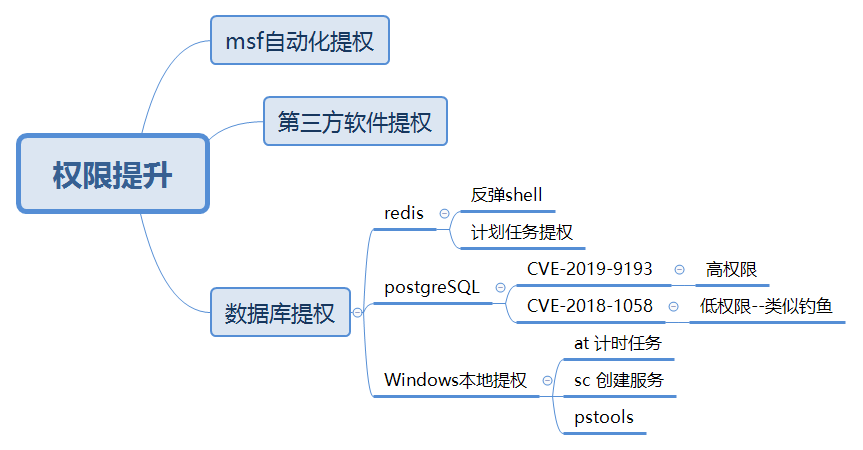 msf自动化提权
第三方软件提权
权限提升
数据库提权
redis
反弹shell
计划任务提权
postgreSQL
CVE-2019-9193
高权限
CVE-2018-1058
低权限--类似钓鱼
Windows本地提权
at 计时任务
sc 创建服务
pstools